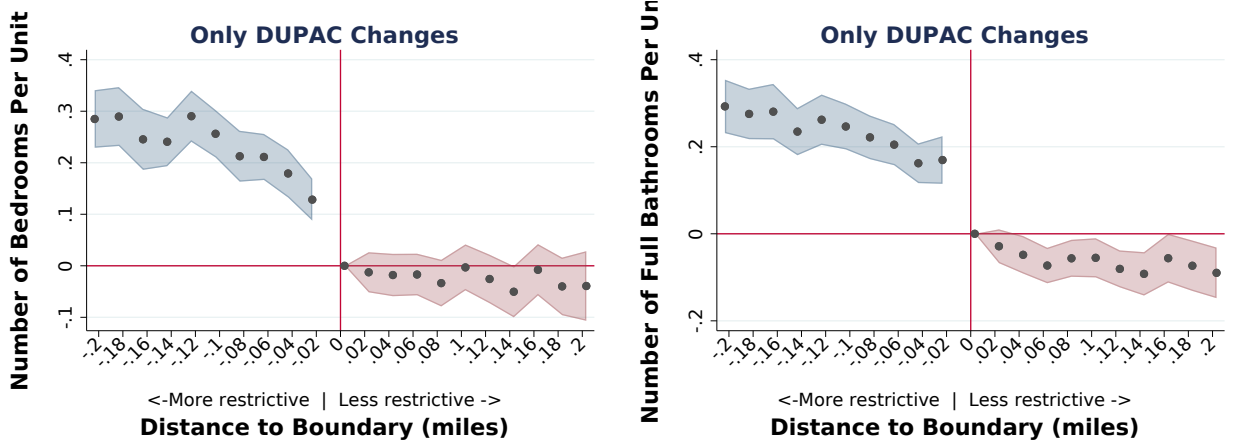 Only DUPAC Changes
Number of Bedrooms Per Unit
.4
.3
.2
.1
0
-.1
-.2 -.18 -.16 -.14 -.12 -.1 -.08 -.06 -.04 -.02 0 .02 .04 .06 .08 .1 .12 .14 .16 .18 .2
<-More restrictive | Less restrictive ->
Distance to Boundary (miles)
Only DUPAC Changes
Number of Full Bathrooms Per Un
.4
.2
0
-.2
-.2 -.18 -.16 -.14 -.12 -.1 -.08 -.06 -.04 -.02 0 .02 .04 .06 .08 .1 .12 .14 .16 .18 .2
<-More restrictive | Less restrictive ->
Distance to Boundary (miles)